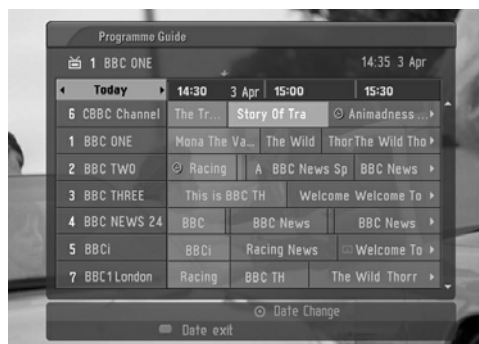 Programme Guide
1 BBC ONE 14:35 3 Apr
Today 14:30 3 Apr 15:00 15:30
6 CBBC Channel The Tr... Story Of Tra Animadness ...
1 BBC ONE Mona The Va... The Wild ThorThe Wild Tho
2 BBC TWO Racing A BBC News Sp BBC News
3 BBC THREE This is BBC TH Welcome Welcome To
4 BBC NEWS 24 BBC BBC News BBC News
5 BBCi BBCi Racing News Welcome To
7 BBC1 London Racing BBC TH The Wild Thorr
Date Change
Date exit